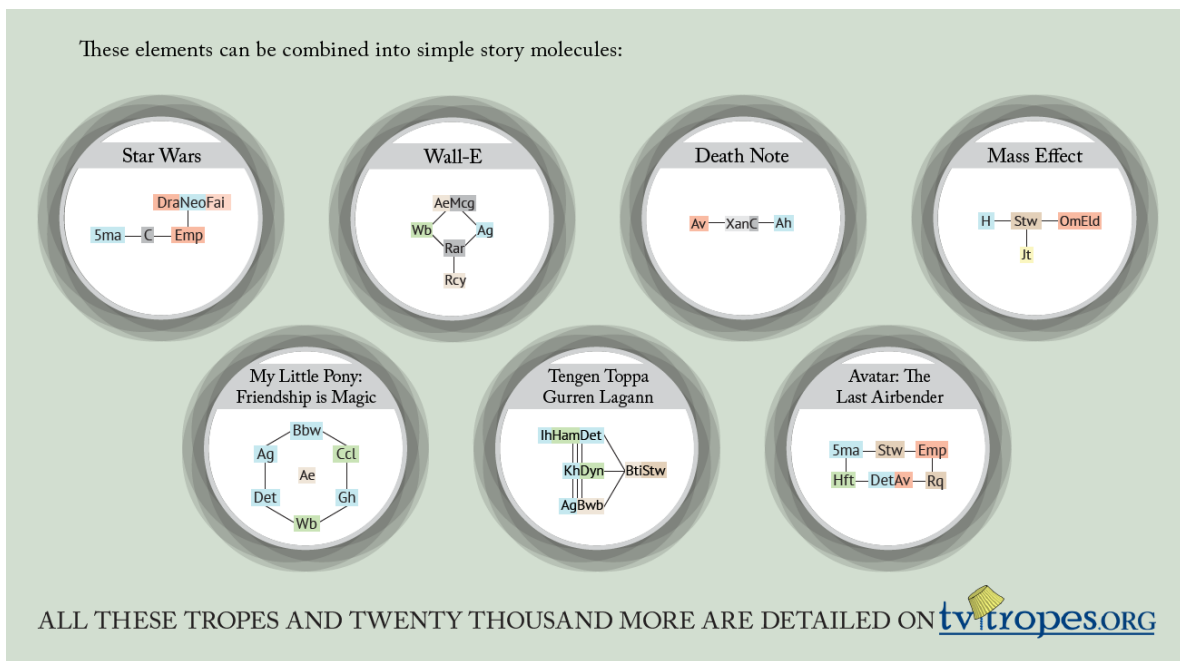 These elements can be combined into simple story molecules:
Star Wars
DraNeoFai
5ma C Emp
Wall-E
AeMcg
Wb Ag
Rar
Rcy
Death Note
Av XanC Ah
Mass Effect
H Stw OmEld
Jt
My Little Pony:
Friendship is Magic
Bbw
Ag Ccl
Ae
Det Gh
Wb
Tengen Toppa
Gurren Lagann
IhHamDet
KhDyn BtiStw
AgBwb
Avatar: The
Last Airbender
5ma Stw Emp
Hft DetAv Rq
ALL THESE TROPES AND TWENTY THOUSAND MORE ARE DETAILED ON tvtropes.ORG